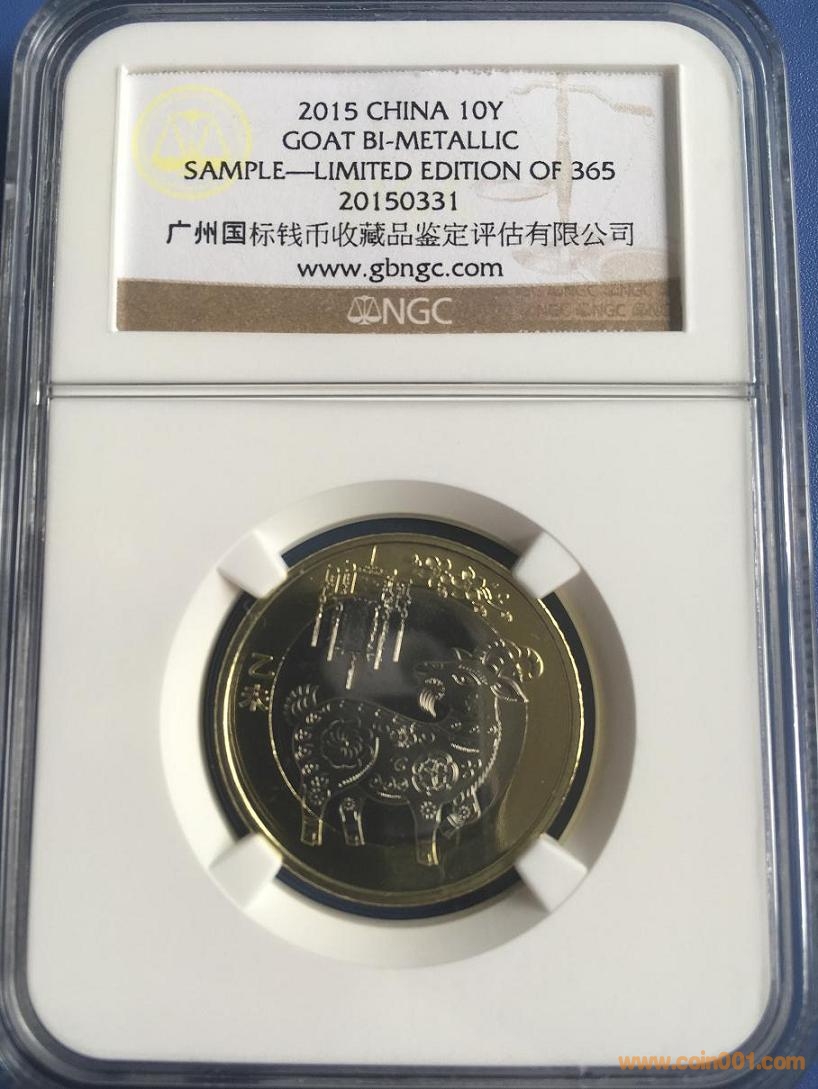 2015 CHINA 10Y
GOAT BI-METALLIC
SAMPLE—LIMITED EDITION OF 365
20150331
广州国标钱币收藏品鉴定评估有限公司
www.gbngc.com
NGC
NGC NGC
乙
未
www.coin001.com